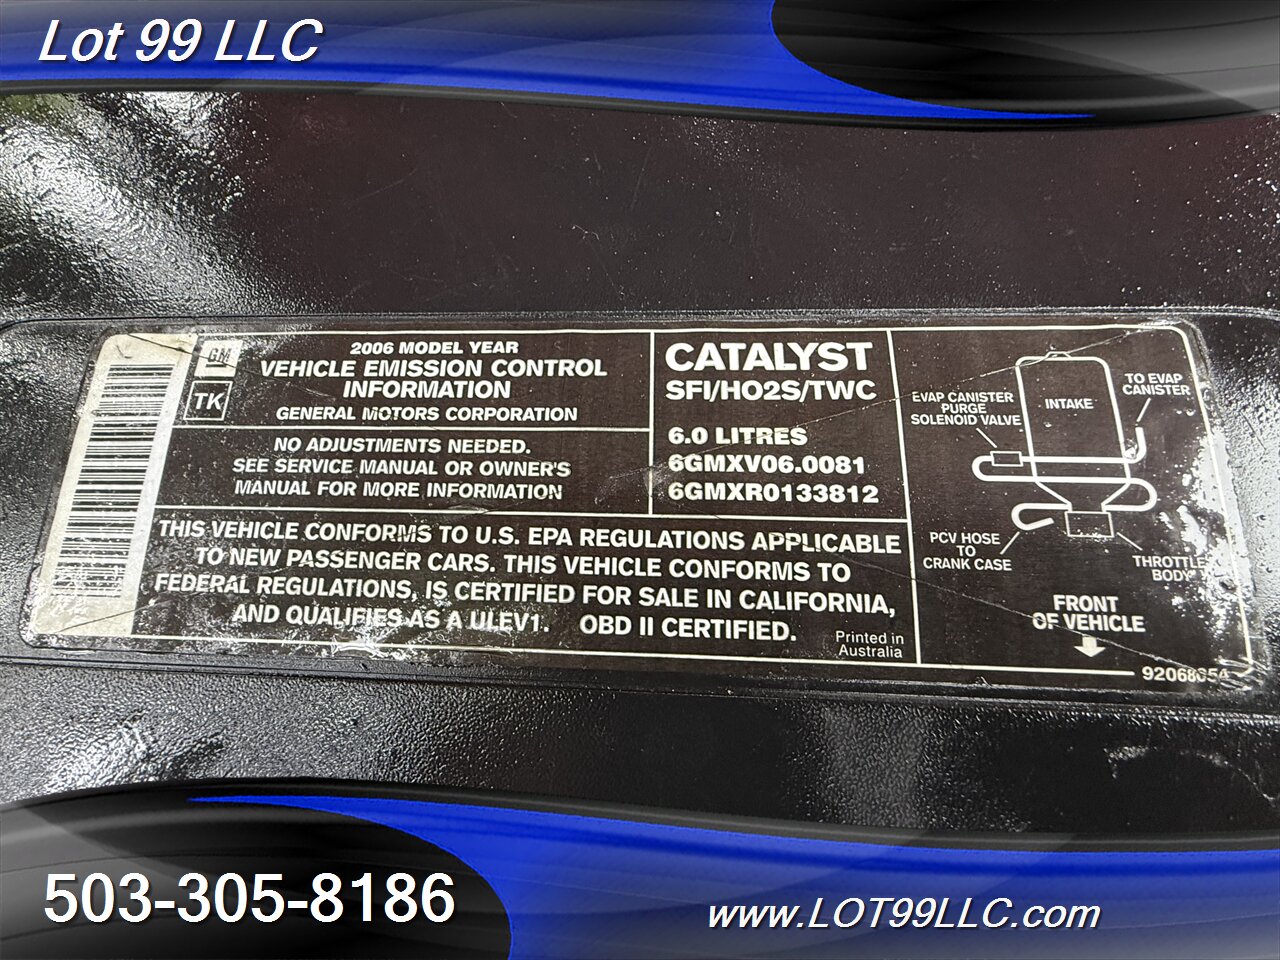 Lot 99 LLC
GM
TK
2006 MODEL YEAR
VEHICLE EMISSION CONTROL
INFORMATION
GENERAL MOTORS CORPORATION
NO ADJUSTMENTS NEEDED.
SEE SERVICE MANUAL OR OWNER'S
MANUAL FOR MORE INFORMATION
CATALYST
SFI/HO2S/TWC
6.0 LITRES
6GMXV06.0081
6GMXR0133812
THIS VEHICLE CONFORMS TO U.S. EPA REGULATIONS APPLICABLE
TO NEW PASSENGER CARS. THIS VEHICLE CONFORMS TO
FEDERAL REGULATIONS, IS CERTIFIED FOR SALE IN CALIFORNIA,
AND QUALIFIES AS A ULEV1. OBD II CERTIFIED.
Printed in
Australia
EVAP CANISTER
PURGE
SOLENOID VALVE
INTAKE
TO EVAP
CANISTER
PCV HOSE
TO
CRANK CASE
THROTTLE
BODY
FRONT
OF VEHICLE
503-305-8186
www.LOT99LLC.com